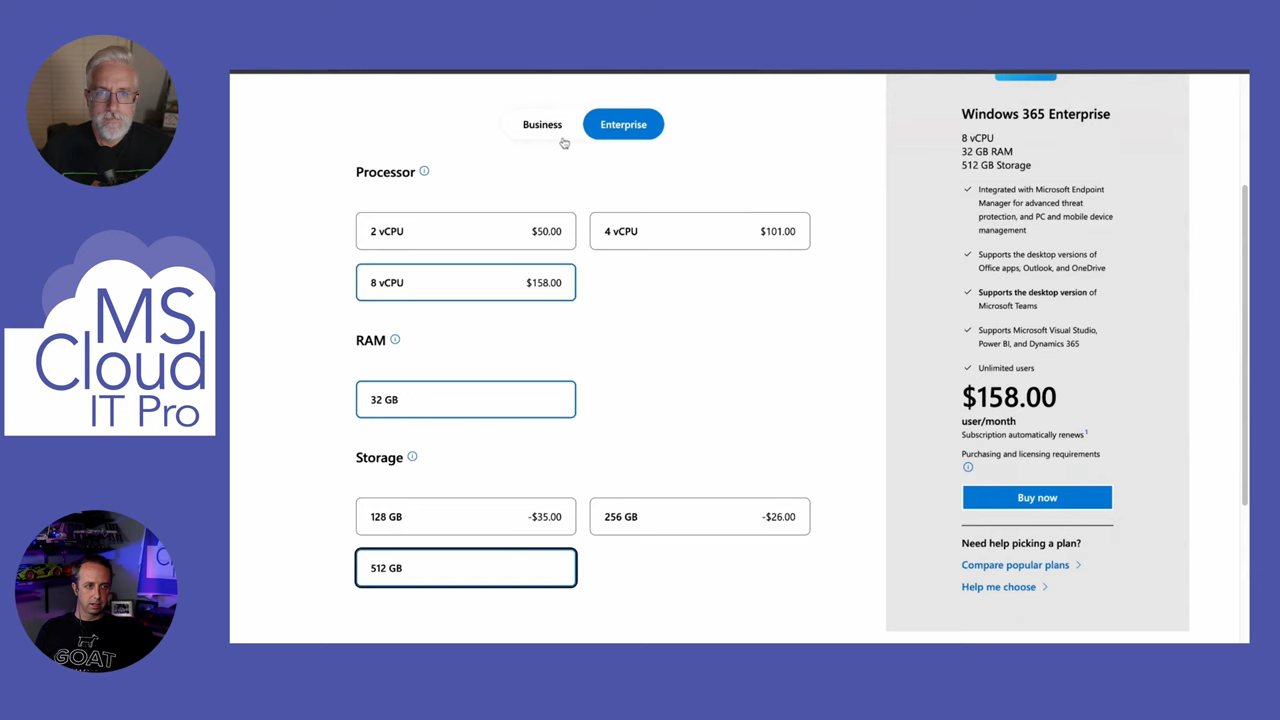 MS
Cloud
IT Pro
GOAT
Business
Enterprise
Processor
2 vCPU $50.00
4 vCPU $101.00
8 vCPU $158.00
RAM
32 GB
Storage
128 GB -$35.00
256 GB -$26.00
512 GB
Windows 365 Enterprise
8 vCPU
32 GB RAM
512 GB Storage
Integrated with Microsoft Endpoint
Manager for advanced threat
protection, and PC and mobile device
management
Supports the desktop versions of
Office apps, Outlook, and OneDrive
Supports the desktop version of
Microsoft Teams
Supports Microsoft Visual Studio,
Power BI, and Dynamics 365
Unlimited users
$158.00
user/month
Subscription automatically renews 1
Purchasing and licensing requirements
Buy now
Need help picking a plan?
Compare popular plans
Help me choose